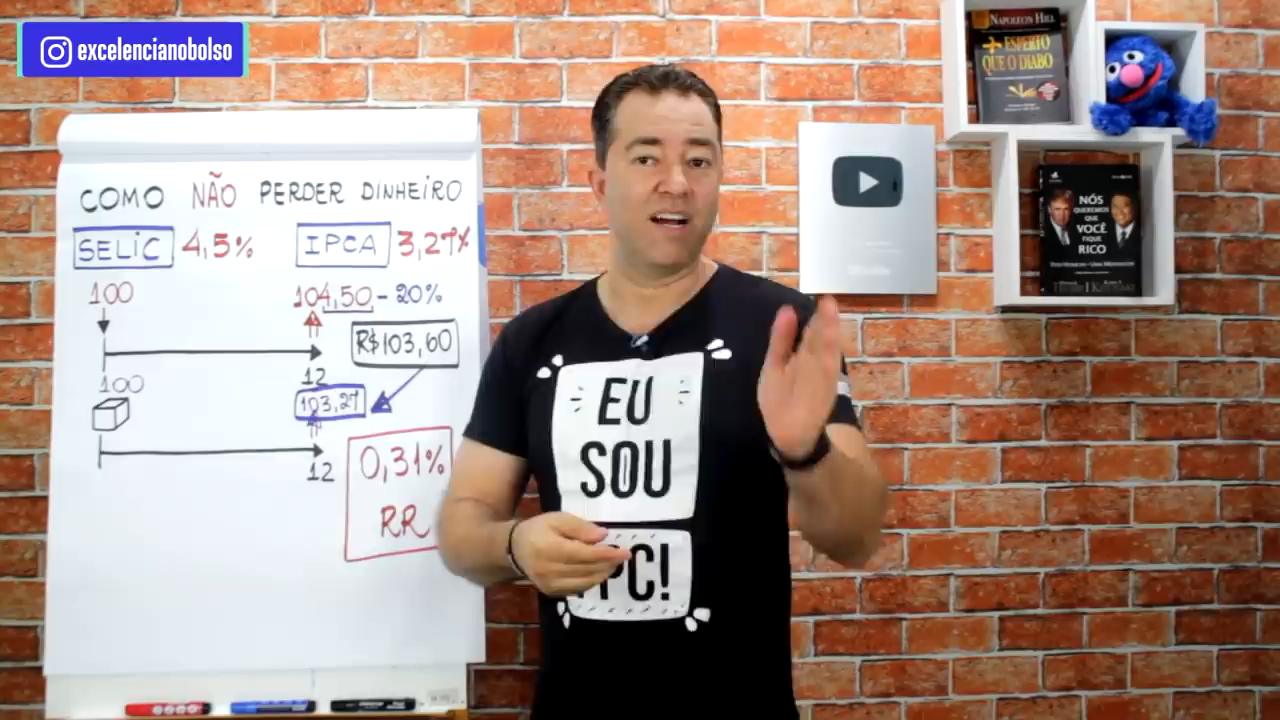 excelencianobolso
COMO NÃO PERDER DINHEIRO
SELIC 4,5% IPCA 3,27%
100 104,50 - 20%
R$103,60
12
100 103,27
12
0,31%
RR
EU
SOU
PC!
NAPOLEON HILL
+ ESPERTO
QUE O DIABO
NÓS
QUEREMOS
QUE
VOCÊ
FIQUE
RICO